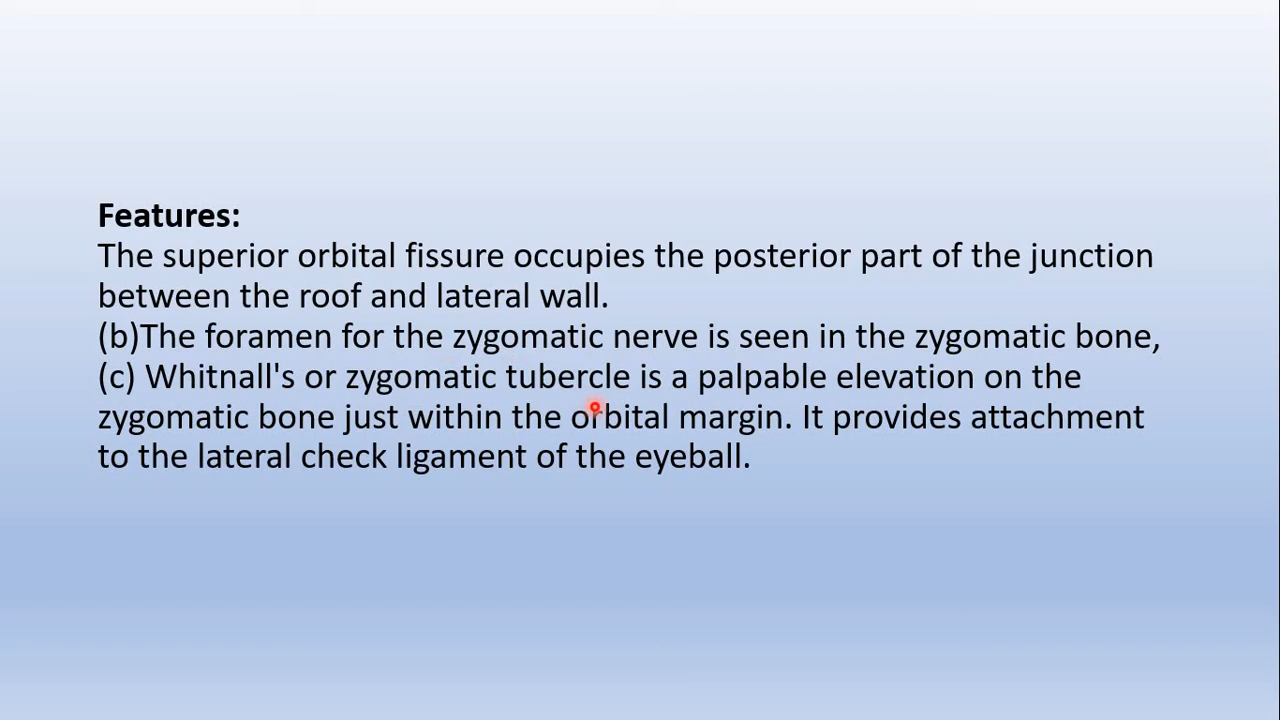 Features:
The superior orbital fissure occupies the posterior part of the junction
between the roof and lateral wall.
(b)The foramen for the zygomatic nerve is seen in the zygomatic bone,
(c) Whitnall's or zygomatic tubercle is a palpable elevation on the
zygomatic bone just within the orbital margin. It provides attachment
to the lateral check ligament of the eyeball.